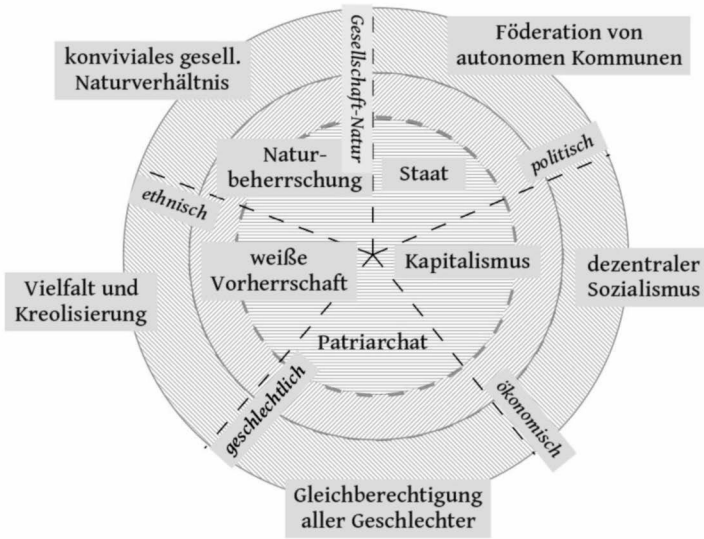 konviviales gesell.
Naturverhältnis
Gesellschaft-Natur
Föderation von
autonomen Kommunen
Natur-
beherrschung
Staat
politisch
ethnisch
weiße
Vorherrschaft
Kapitalismus
dezentraler
Sozialismus
Vielfalt und
Kreolisierung
Patriarchat
geschlechtlich
ökonomisch
Gleichberechtigung
aller Geschlechter